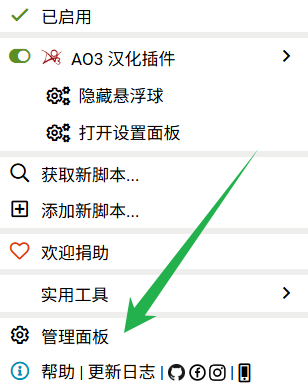 已启用
AO3 汉化插件
隐藏悬浮球
打开设置面板
获取新脚本...
添加新脚本...
欢迎捐助
实用工具
管理面板
帮助 | 更新日志 | |